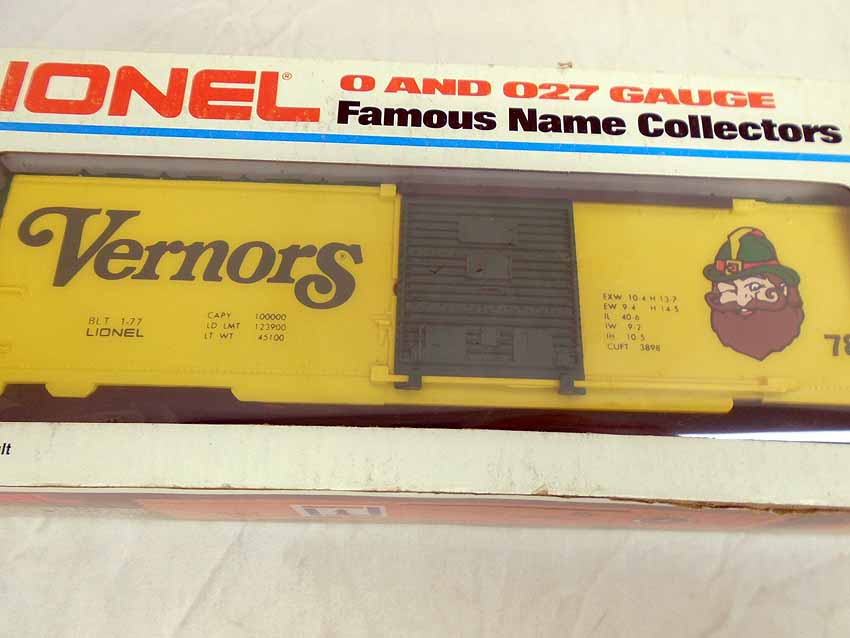 IONEL®
O AND O27 GAUGE
Famous Name Collectors
Vernors®
BLT 1-77
LIONEL
CAPY 100000
LD LMT 123900
LT WT 45100
EXW 10-4 H 13-7
EW 9-4 H 14-5
IL 40-6
IW 9-2
IH 10-5
CUFT 3898
78
lt